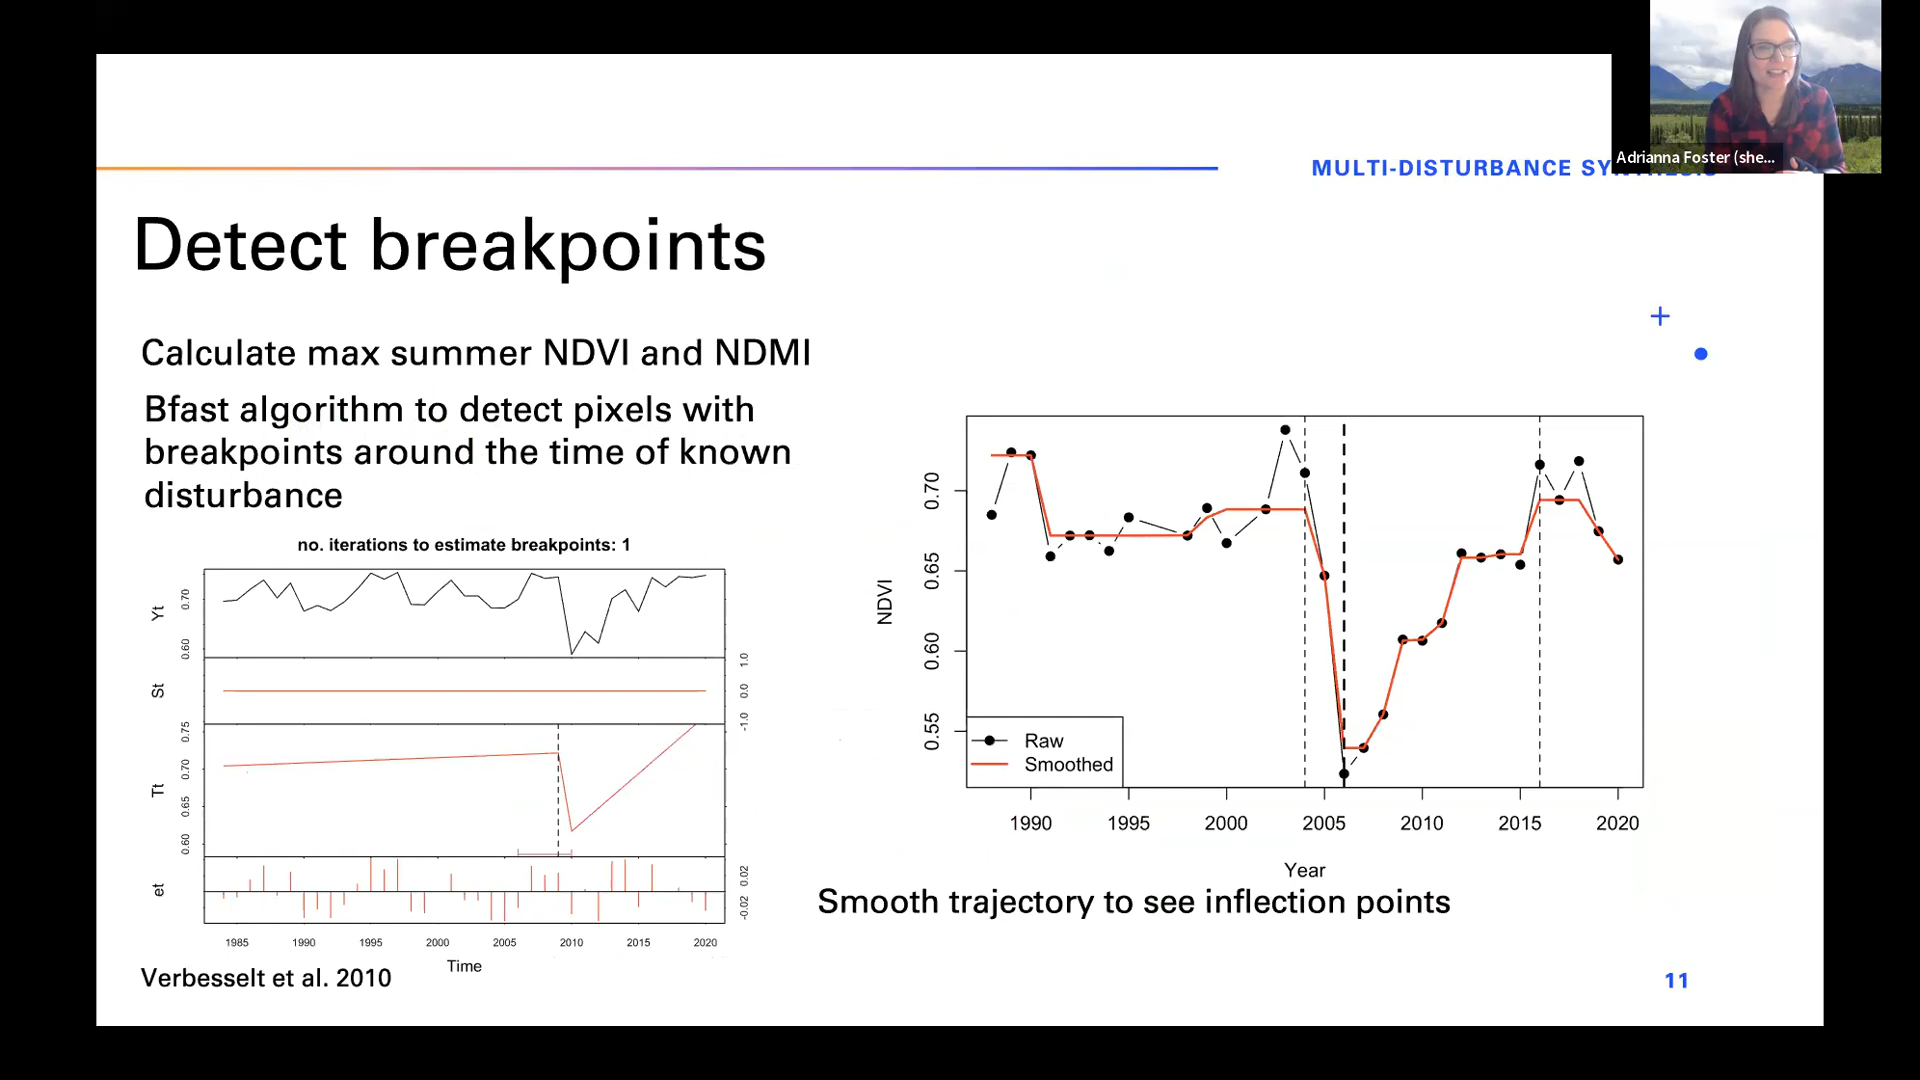 Adrianna Foster (she...
MULTI-DISTURBANCE SYNTHESIS
Detect breakpoints
Calculate max summer NDVI and NDMI
Bfast algorithm to detect pixels with
breakpoints around the time of known
disturbance
no. iterations to estimate breakpoints: 1
Yt
0.70
0.60
St
1.0
0.0
-1.0
Tt
0.75
0.70
0.65
0.60
et
0.02
-0.02
1985 1990 1995 2000 2005 2010 2015 2020
Time
Verbesselt et al. 2010
NDVI
0.70
0.65
0.60
0.55
Raw
Smoothed
1990 1995 2000 2005 2010 2015 2020
Year
Smooth trajectory to see inflection points
11